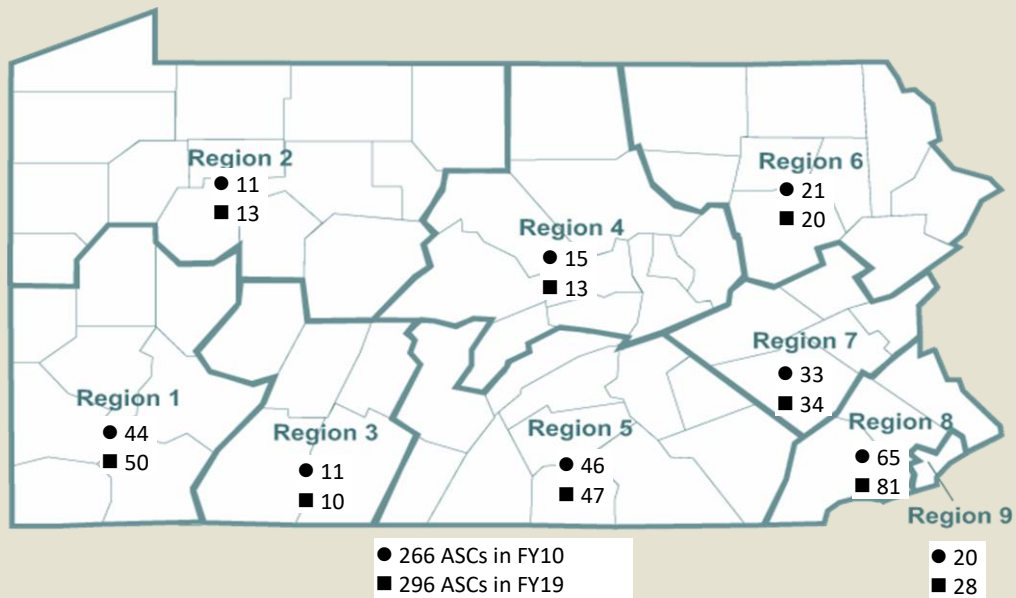 Region 2
● 11
■ 13
Region 6
● 21
■ 20
Region 4
● 15
■ 13
Region 7
● 33
■ 34
Region 1
● 44
■ 50
Region 3
● 11
■ 10
Region 5
● 46
■ 47
Region 8
● 65
■ 81
Region 9
● 20
■ 28
● 266 ASCs in FY10
■ 296 ASCs in FY19